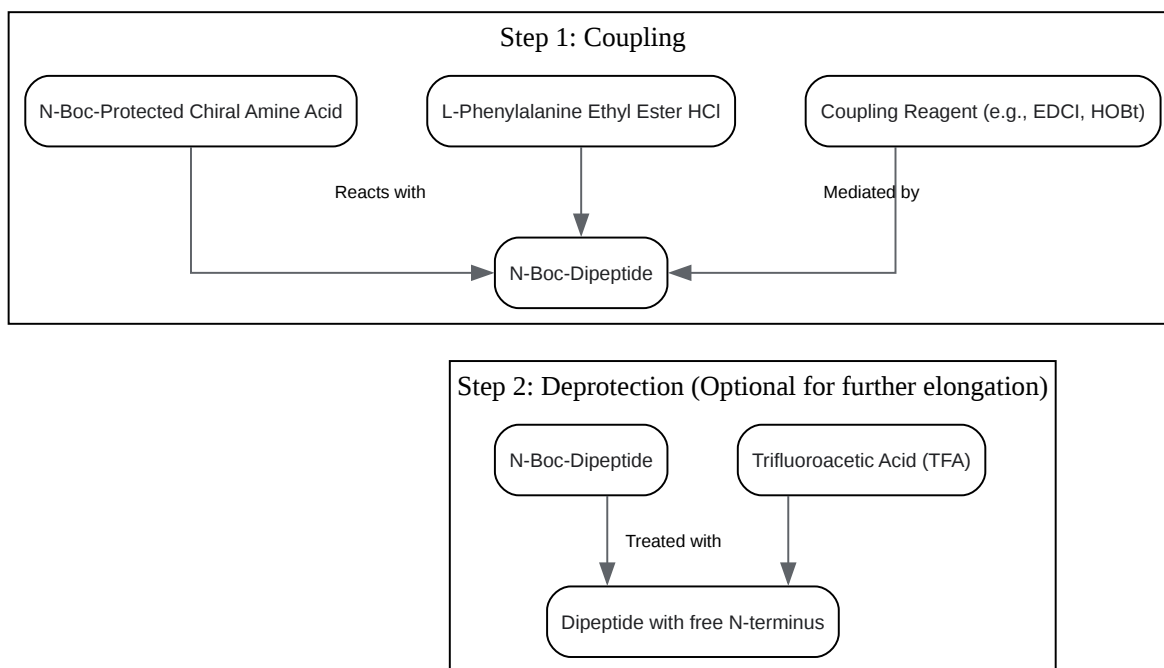 Step 1: Coupling
N-Boc-Protected Chiral Amine Acid
L-Phenylalanine Ethyl Ester HCl
Coupling Reagent (e.g., EDCI, HOBt)
Reacts with
Mediated by
N-Boc-Dipeptide
Step 2: Deprotection (Optional for further elongation)
N-Boc-Dipeptide
Trifluoroacetic Acid (TFA)
Treated with
Dipeptide with free N-terminus